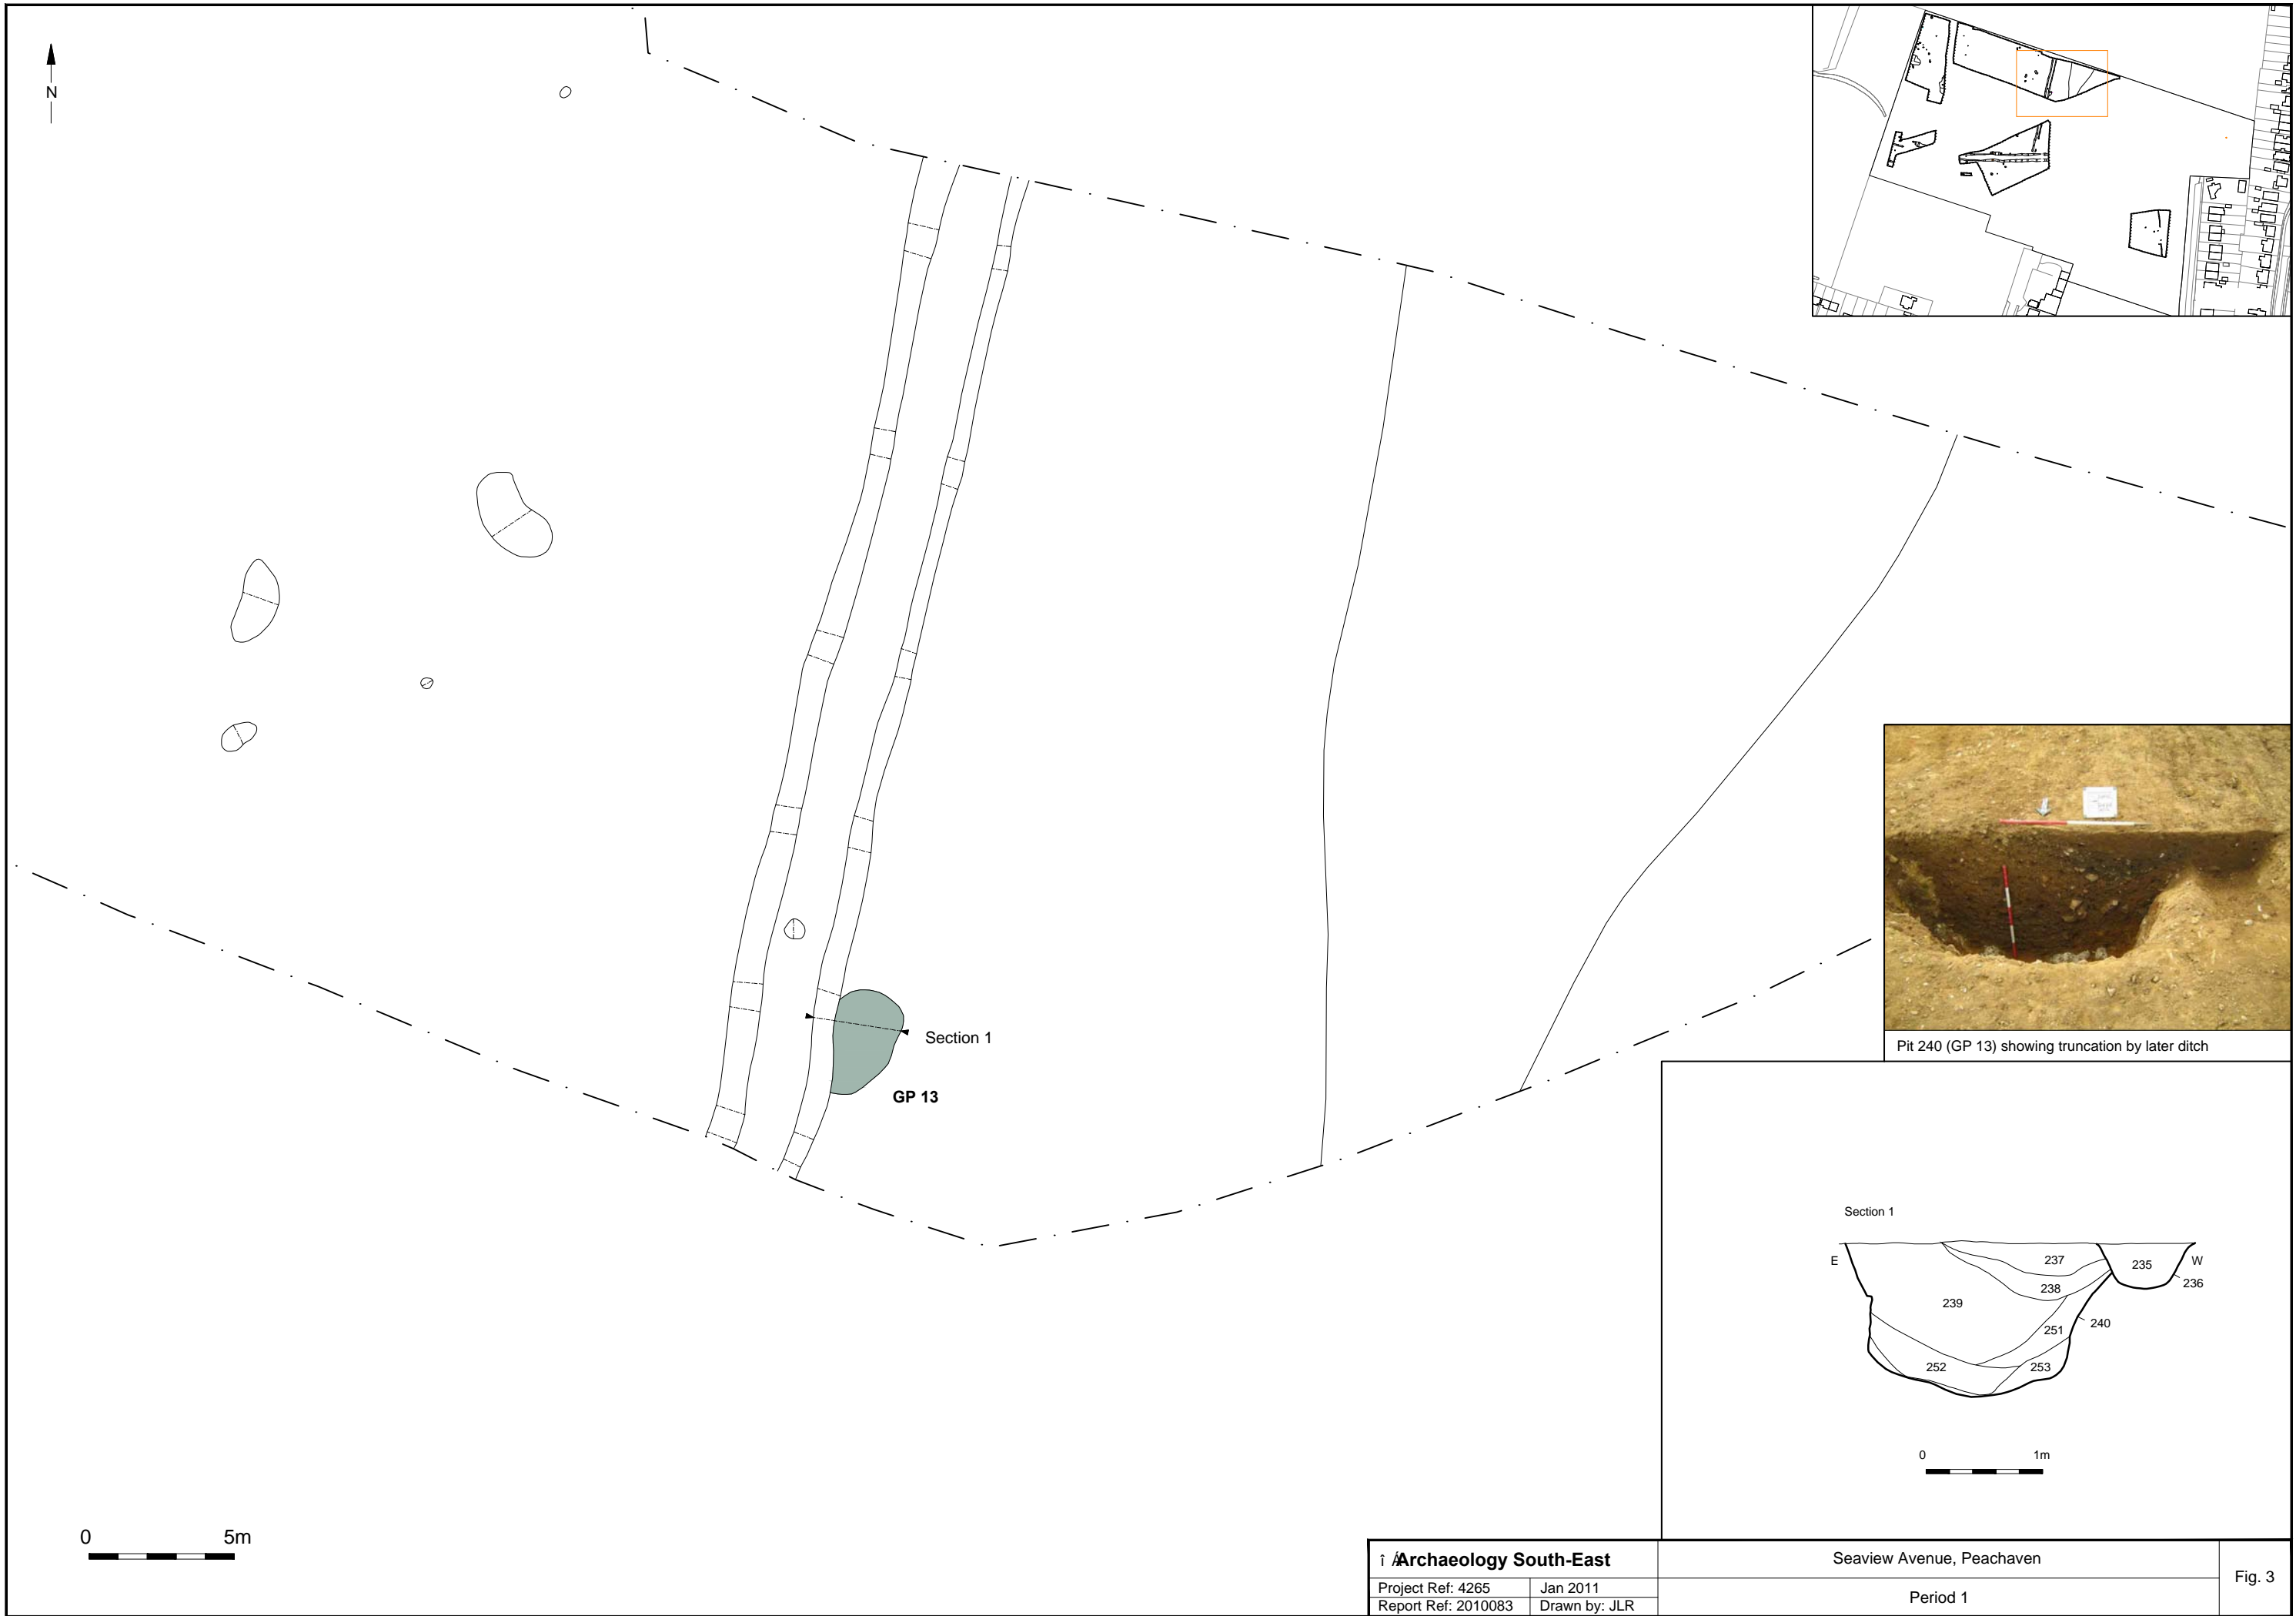 N
Section 1
GP 13
Pit 240 (GP 13) showing truncation by later ditch
Section 1
E
237
235
W
236
238
239
240
251
252
253
0 1m
0 5m
Archaeology South-East
Project Ref: 4265
Jan 2011
Report Ref: 2010083
Drawn by: JLR
Seaview Avenue, Peachaven
Period 1
Fig. 3